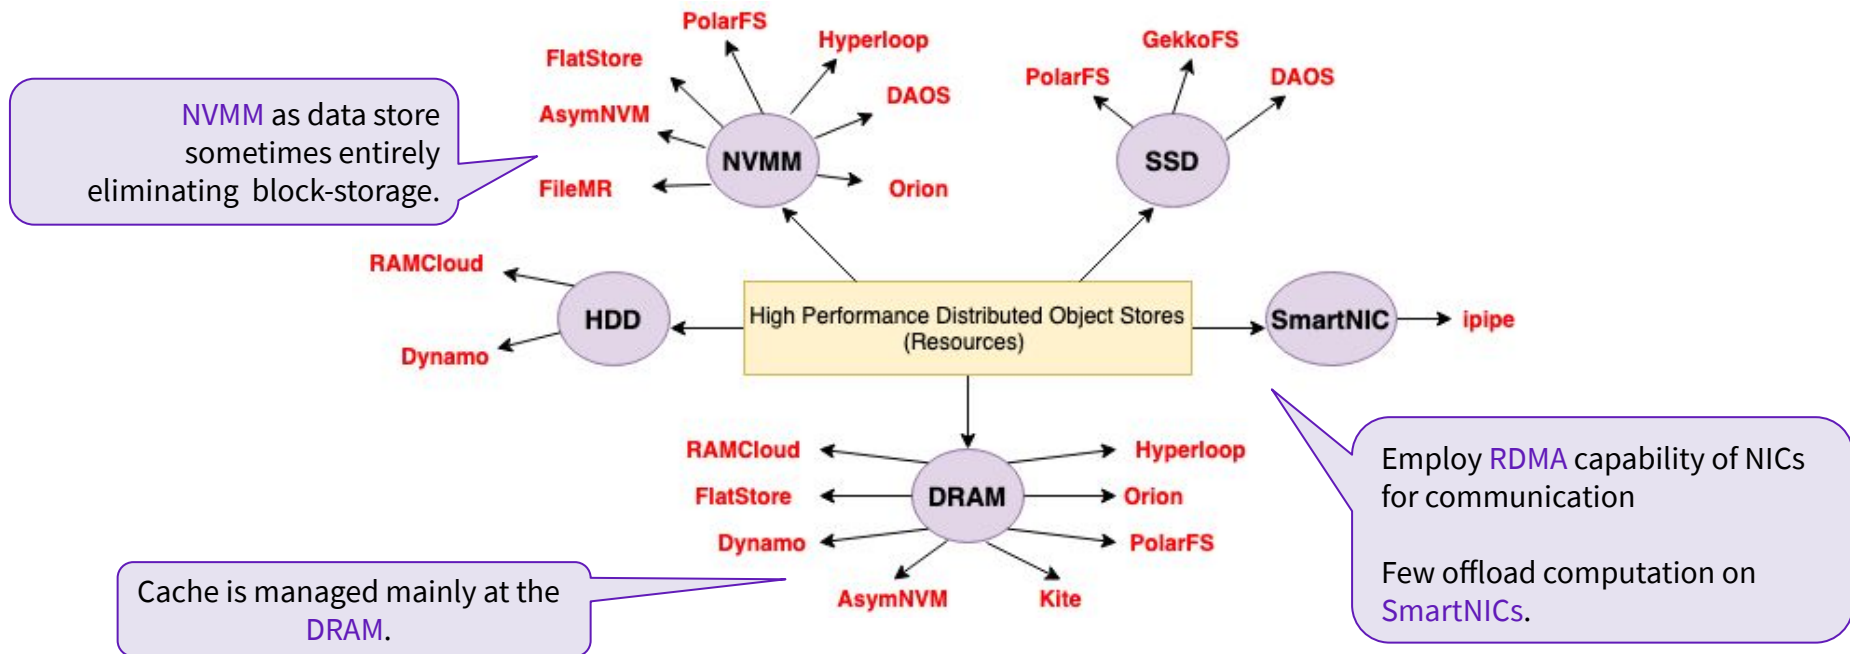 PolarFS
Hyperloop
FlatStore
DAOS
AsymNVM
NVMM
FileMR
Orion
GekkoFS
PolarFS
DAOS
SSD
NVMM as data store
sometimes entirely
eliminating block-storage.
RAMCloud
HDD
Dynamo
High Performance Distributed Object Stores
(Resources)
SmartNIC
ipipe
RAMCloud
Hyperloop
FlatStore
DRAM
Orion
Dynamo
PolarFS
AsymNVM
Kite
Cache is managed mainly at the
DRAM.
Employ RDMA capability of NICs
for communication
Few offload computation on
SmartNICs.